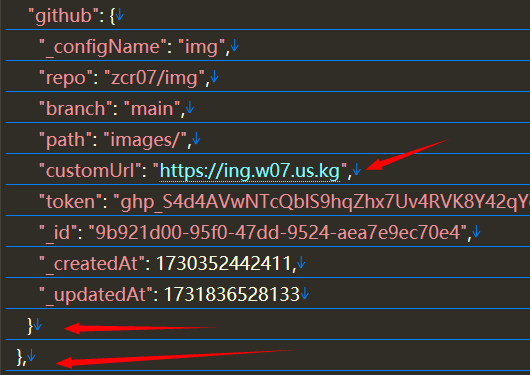 "github": {↓
"_configName": "img",↓
"repo": "zcr07/img",↓
"branch": "main",↓
"path": "images/",↓
"customUrl": "https://ing.w07.us.kg",↓
"token":
"_id": "9b921d00-95f0-47dd-9524-aea7e9ec70e4",↓
"_createdAt": 1730352442411,↓
"_updatedAt": 1731836528133↓
}↓
},↓